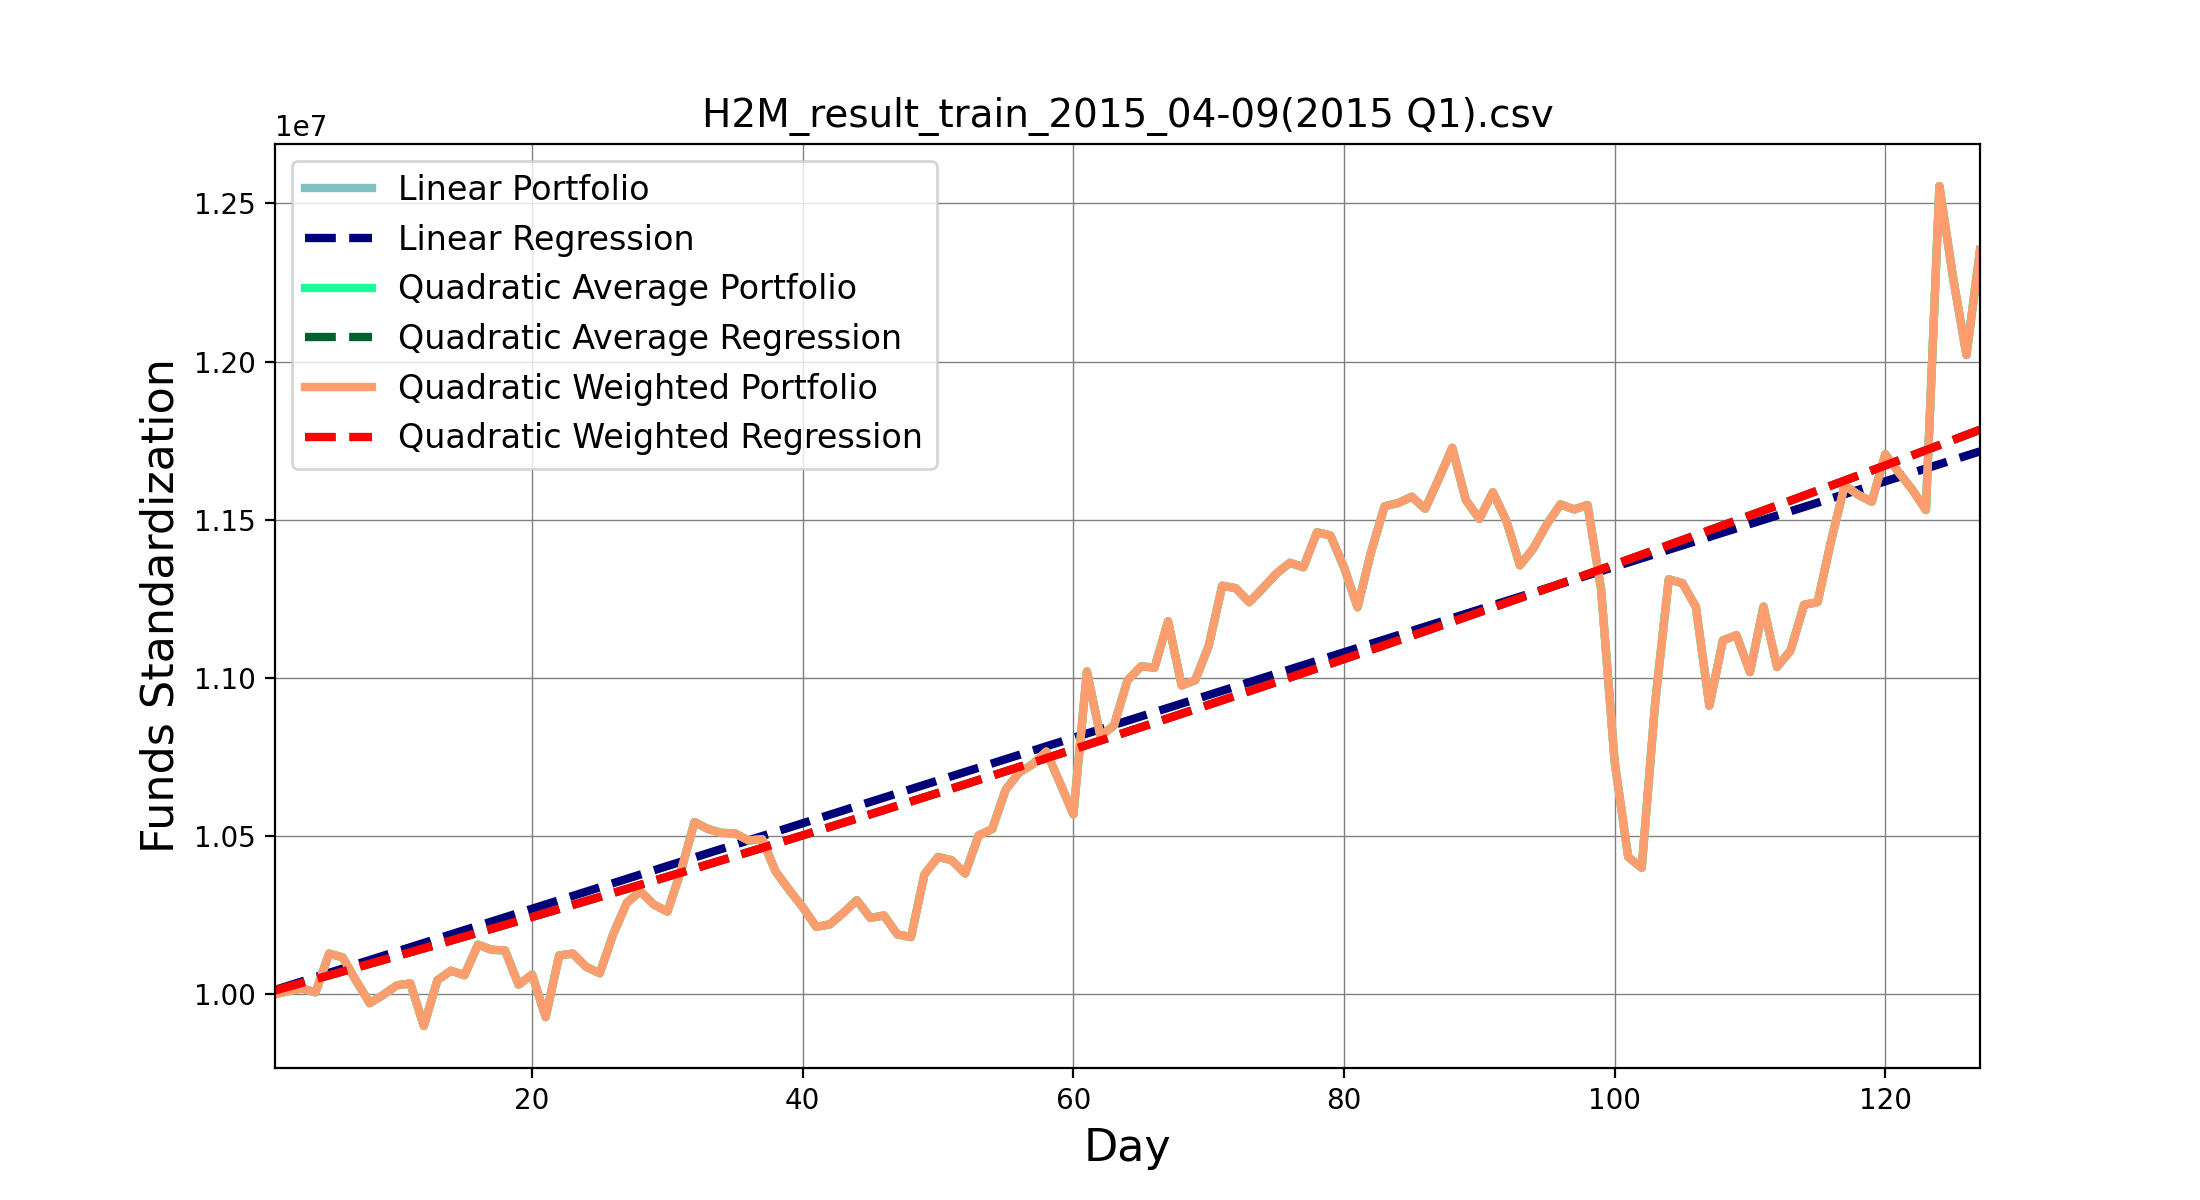 H2M_result_train_2015_04-09(2015 Q1).csv
1e7
Linear Portfolio
Linear Regression
Quadratic Average Portfolio
Quadratic Average Regression
Quadratic Weighted Portfolio
Quadratic Weighted Regression
1.25
1.20
1.15
1.10
1.05
1.00
Funds Standardization
20 40 60 80 100 120
Day